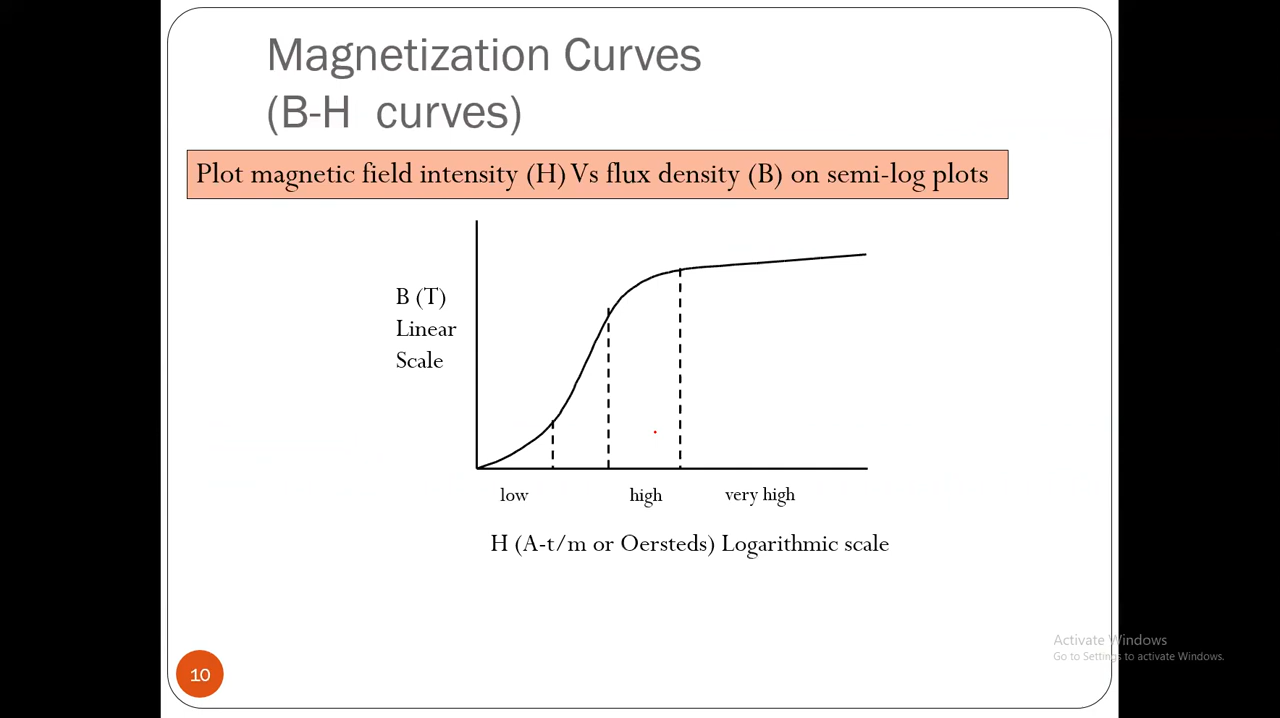 Magnetization Curves
(B-H curves)
Plot magnetic field intensity (H) Vs flux density (B) on semi-log plots
B (T)
Linear
Scale
low
high
very high
H (A-t/m or Oersteds) Logarithmic scale
10
Activate Windows
Go to Settings to activate Windows.